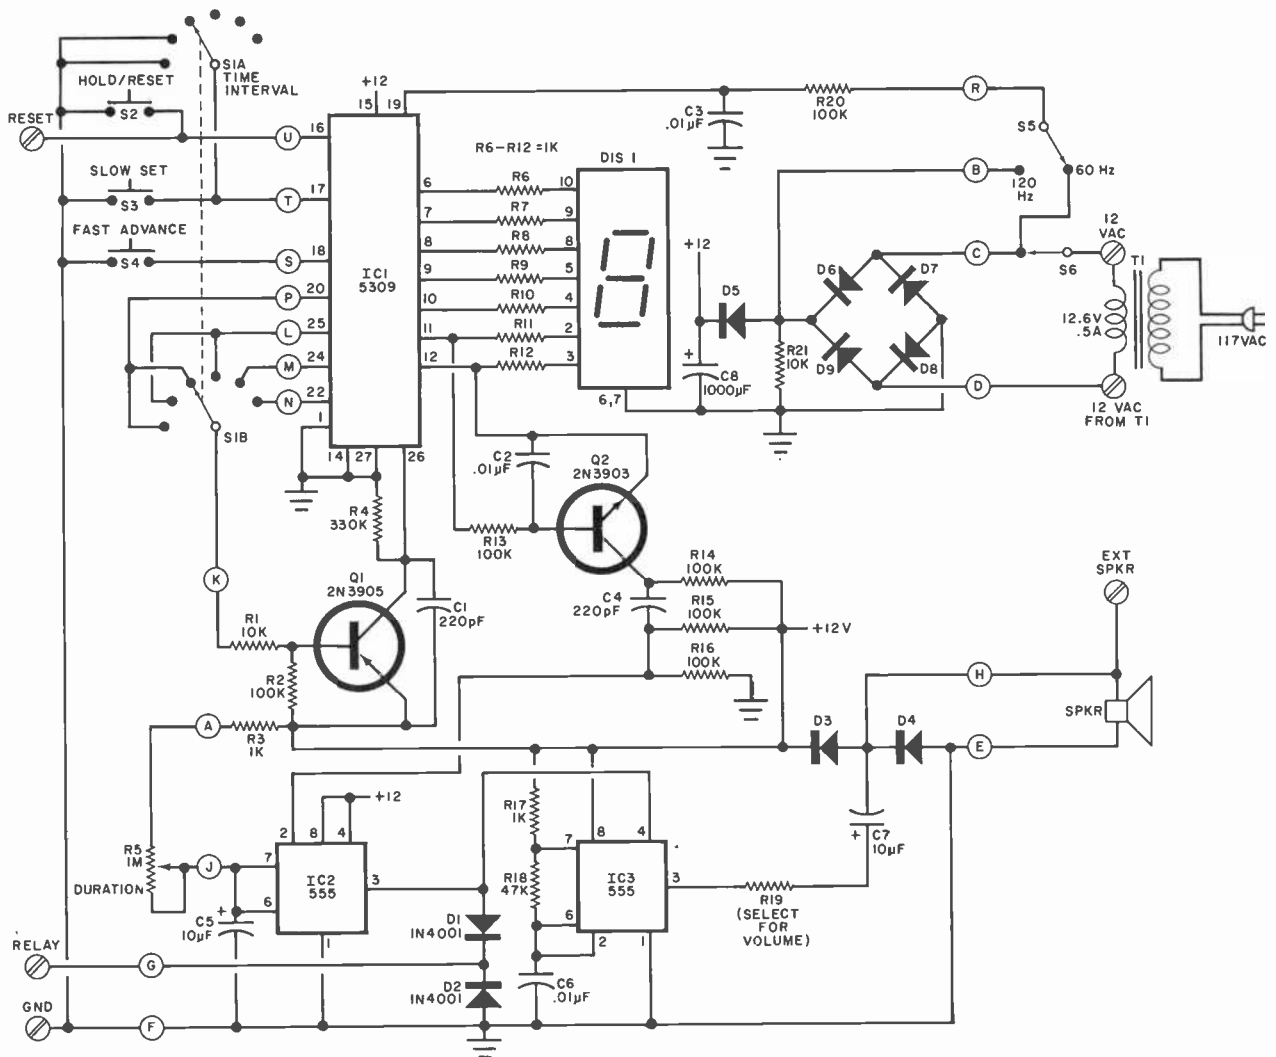 S1A
TIME
INTERVAL
HOLD/RESET
S2
RESET
U
16
SLOW SET
S3
T
17
FAST ADVANCE
S4
S
18
P
20
L
25
M
24
N
22
1
S1B
+12
15
19
IC1
5309
6
7
8
9
10
11
12
14
27
26
R6-R12=1K
R6
R7
R8
R9
R10
R11
R12
DIS 1
10
9
8
5
4
2
3
6,7
C3
.01µF
R20
100K
R
S5
B
120
Hz
60 Hz
+12
D5
D6
D7
D9
D8
R21
10K
C8
1000µF
+
C
S6
12
VAC
T1
12.6V
.5A
117VAC
D
12 VAC
FROM T1
R4
330K
C2
.01µF
Q2
2N3903
R13
100K
K
Q1
2N3905
C1
220pF
R1
10K
R2
100K
A
R3
1K
R14
100K
C4
220pF
R15
100K
+12V
R16
100K
EXT
SPKR
H
SPKR
D3
D4
E
R5
1M
DURATION
J
2
8
4
+12
7
6
IC2
555
3
1
+
C5
10µF
R17
1K
R18
47K
7
8
4
6
2
1
3
IC3
555
R19
(SELECT
FOR
VOLUME)
+
C7
10µF
D1
1N4001
D2
1N4001
C6
.01µF
RELAY
G
GND
F